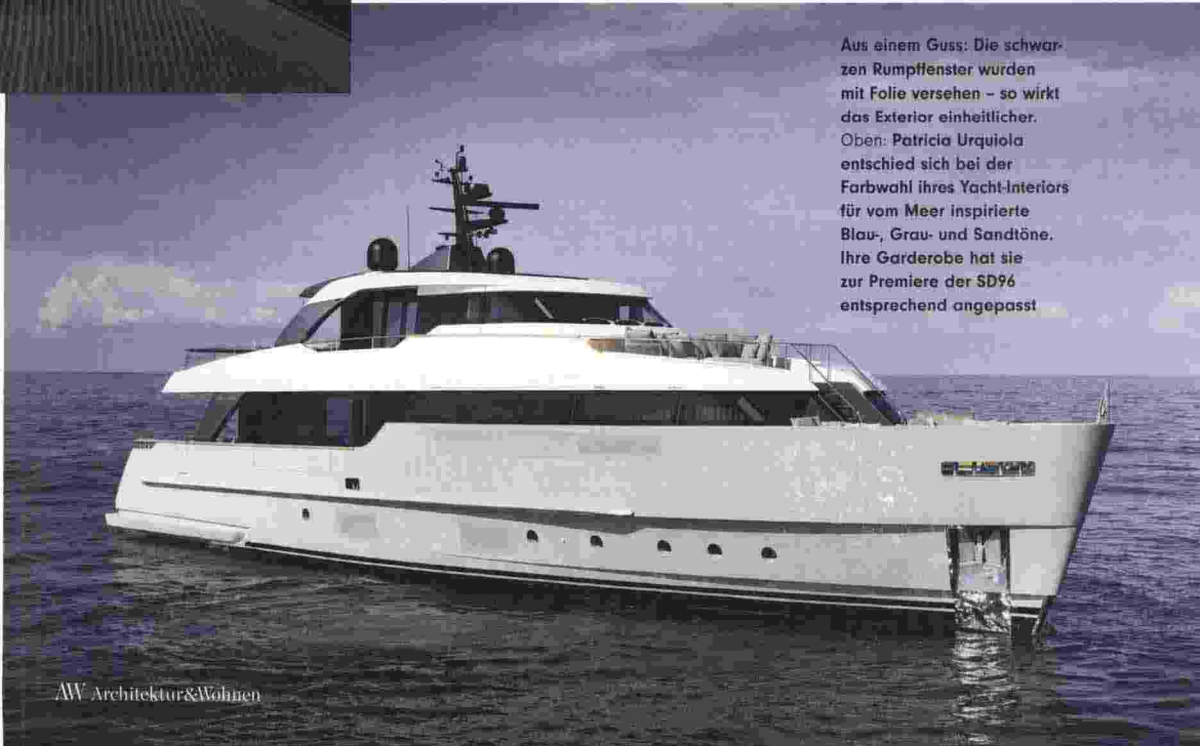 Aus einem Guss: Die schwar-
zen Rumpffenster wurden
mit Folie versehen – so wirkt
das Exterior einheitlicher.
Oben: Patricia Urquiola
entschied sich bei der
Farbwahl ihres Yacht-Interiors
für vom Meer inspirierte
Blau-, Grau- und Sandtöne.
Ihre Garderobe hat sie
zur Premiere der SD96
entsprechend angepasst
AW Architektur&Wohnen